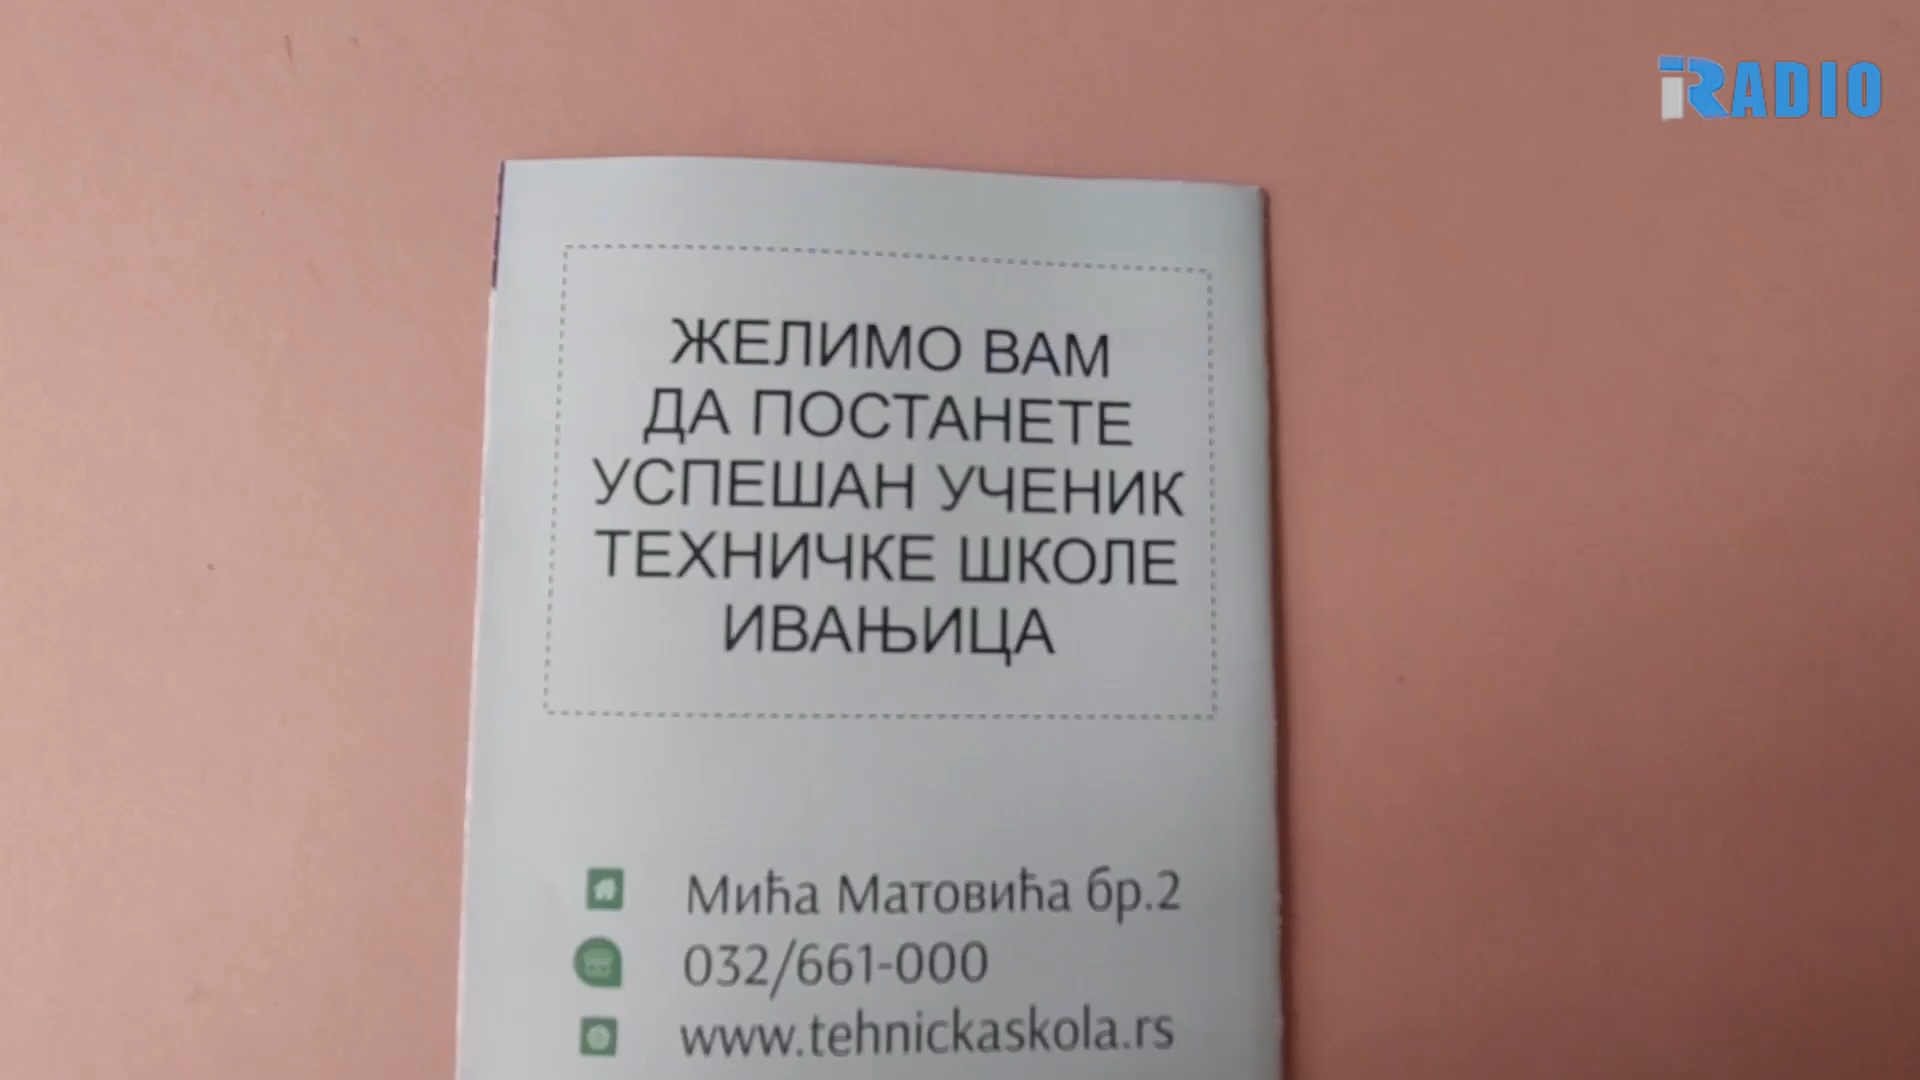 iRADIO
ЖЕЛИМО ВАМ
ДА ПОСТАНЕТЕ
УСПЕШАН УЧЕНИК
ТЕХНИЧКЕ ШКОЛЕ
ИВАЊИЦА
Мића Матовића бр.2
032/661-000
www.tehnickaskola.rs